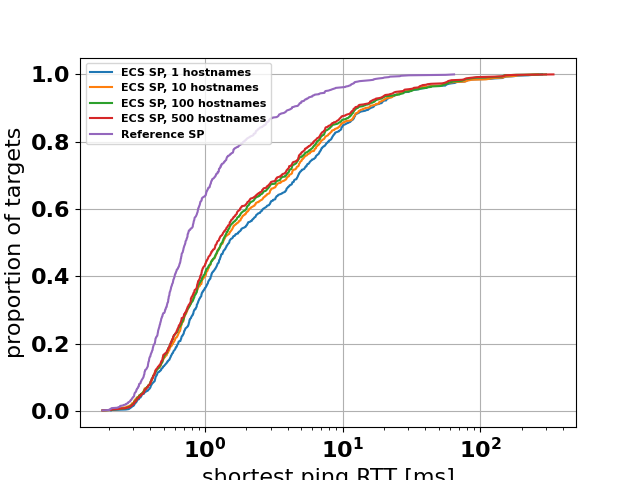 ECS SP, 1 hostnames
ECS SP, 10 hostnames
ECS SP, 100 hostnames
ECS SP, 500 hostnames
Reference SP
proportion of targets
1.0
0.8
0.6
0.4
0.2
0.0
10⁰ 10¹ 10²
shortest ping RTT [ms]